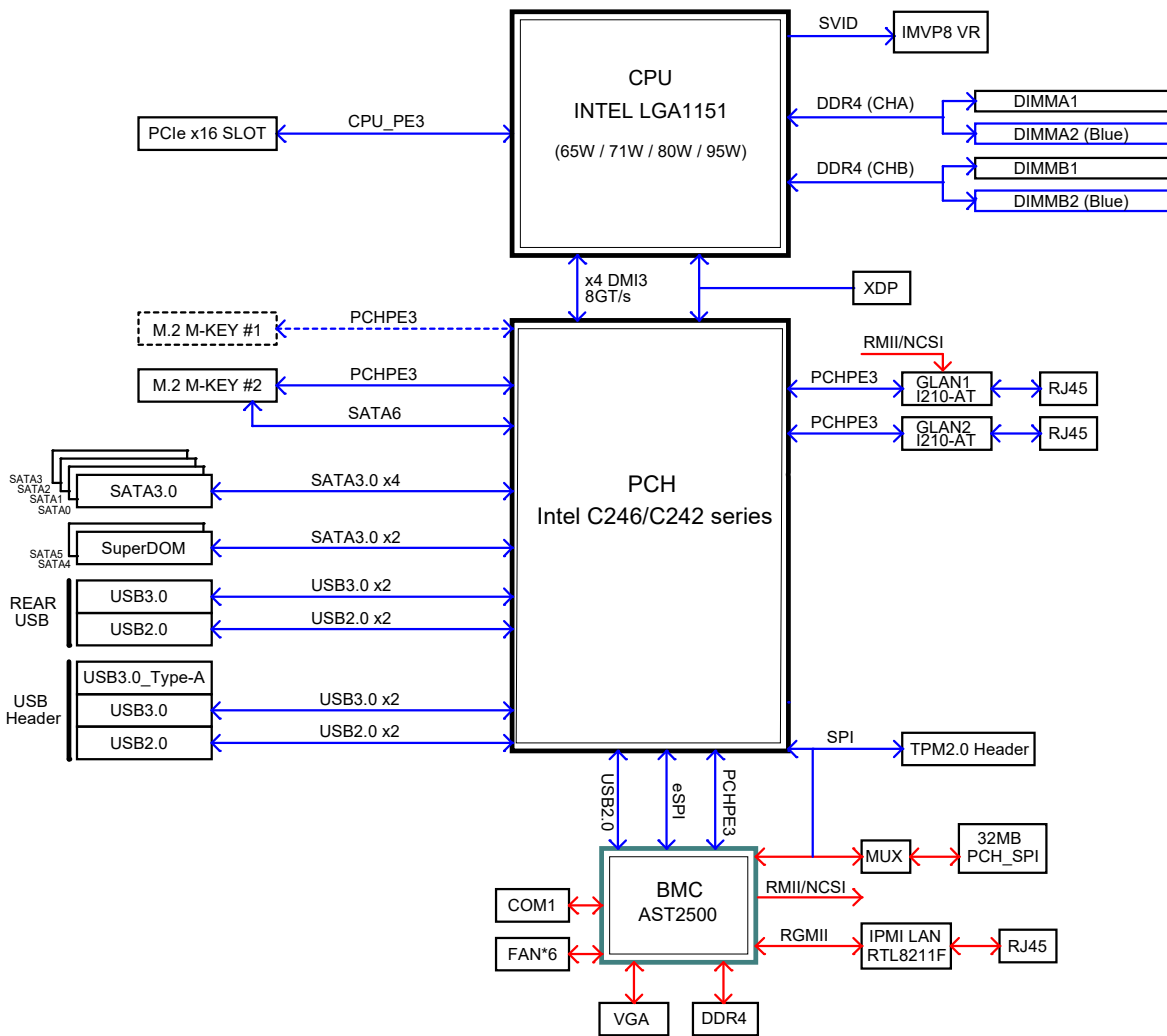 SVID
IMVP8 VR
CPU
INTEL LGA1151
(65W / 71W / 80W / 95W)
DDR4 (CHA)
DIMMA1
DIMMA2 (Blue)
PCIe x16 SLOT
CPU_PE3
DDR4 (CHB)
DIMMB1
DIMMB2 (Blue)
x4 DMI3
8GT/s
XDP
M.2 M-KEY #1
PCHPE3
RMII/NCSI
M.2 M-KEY #2
PCHPE3
SATA6
PCHPE3
GLAN1
I210-AT
RJ45
PCHPE3
GLAN2
I210-AT
RJ45
SATA3
SATA2
SATA1
SATA0
SATA3.0
SATA3.0 x4
PCH
Intel C246/C242 series
SATA5
SATA4
SuperDOM
SATA3.0 x2
REAR
USB
USB3.0
USB3.0 x2
USB2.0
USB2.0 x2
USB
Header
USB3.0_Type-A
USB3.0
USB3.0 x2
USB2.0
USB2.0 x2
SPI
TPM2.0 Header
USB2.0
eSPI
PCHPE3
MUX
32MB
PCH_SPI
BMC
AST2500
RMII/NCSI
COM1
FAN*6
RGMII
IPMI LAN
RTL8211F
RJ45
VGA
DDR4